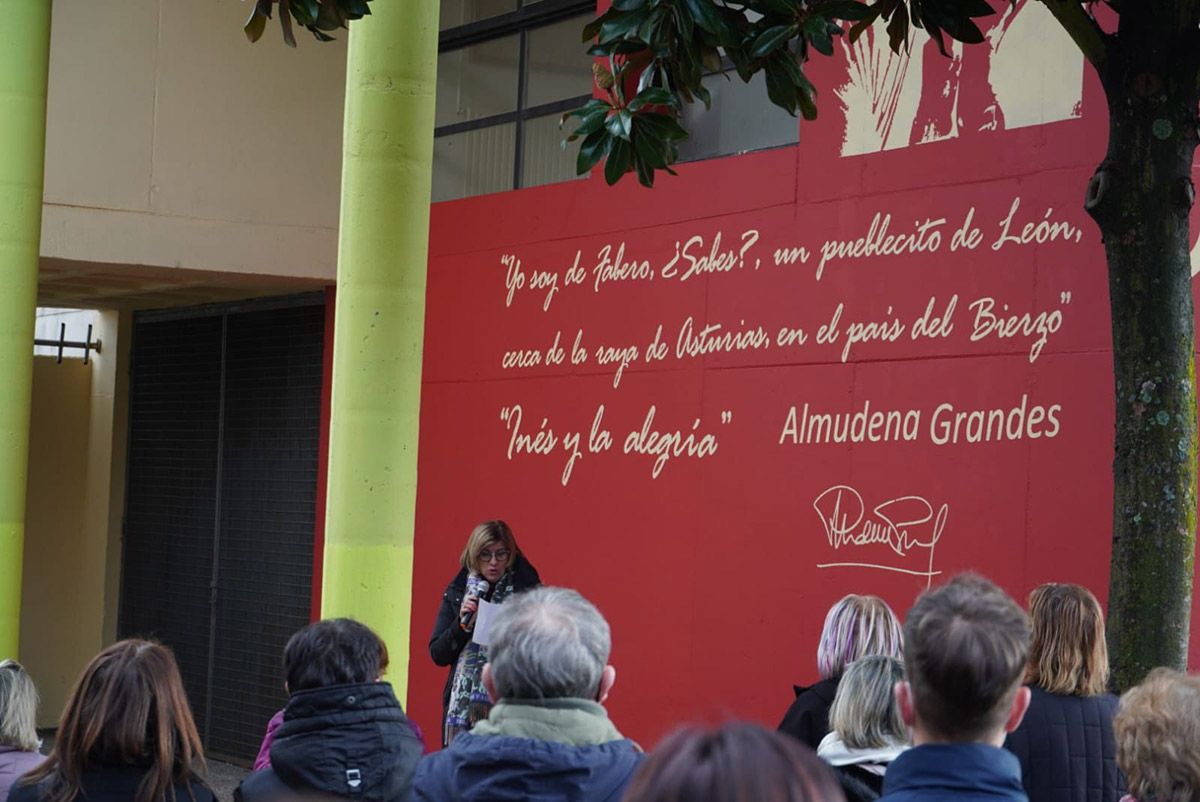 "Yo soy de Fabero, ¿Sabes?, un pueblecito de León,
cerca de la raya de Asturias, en el país del Bierzo"
"Inés y la alegría" Almudena Grandes